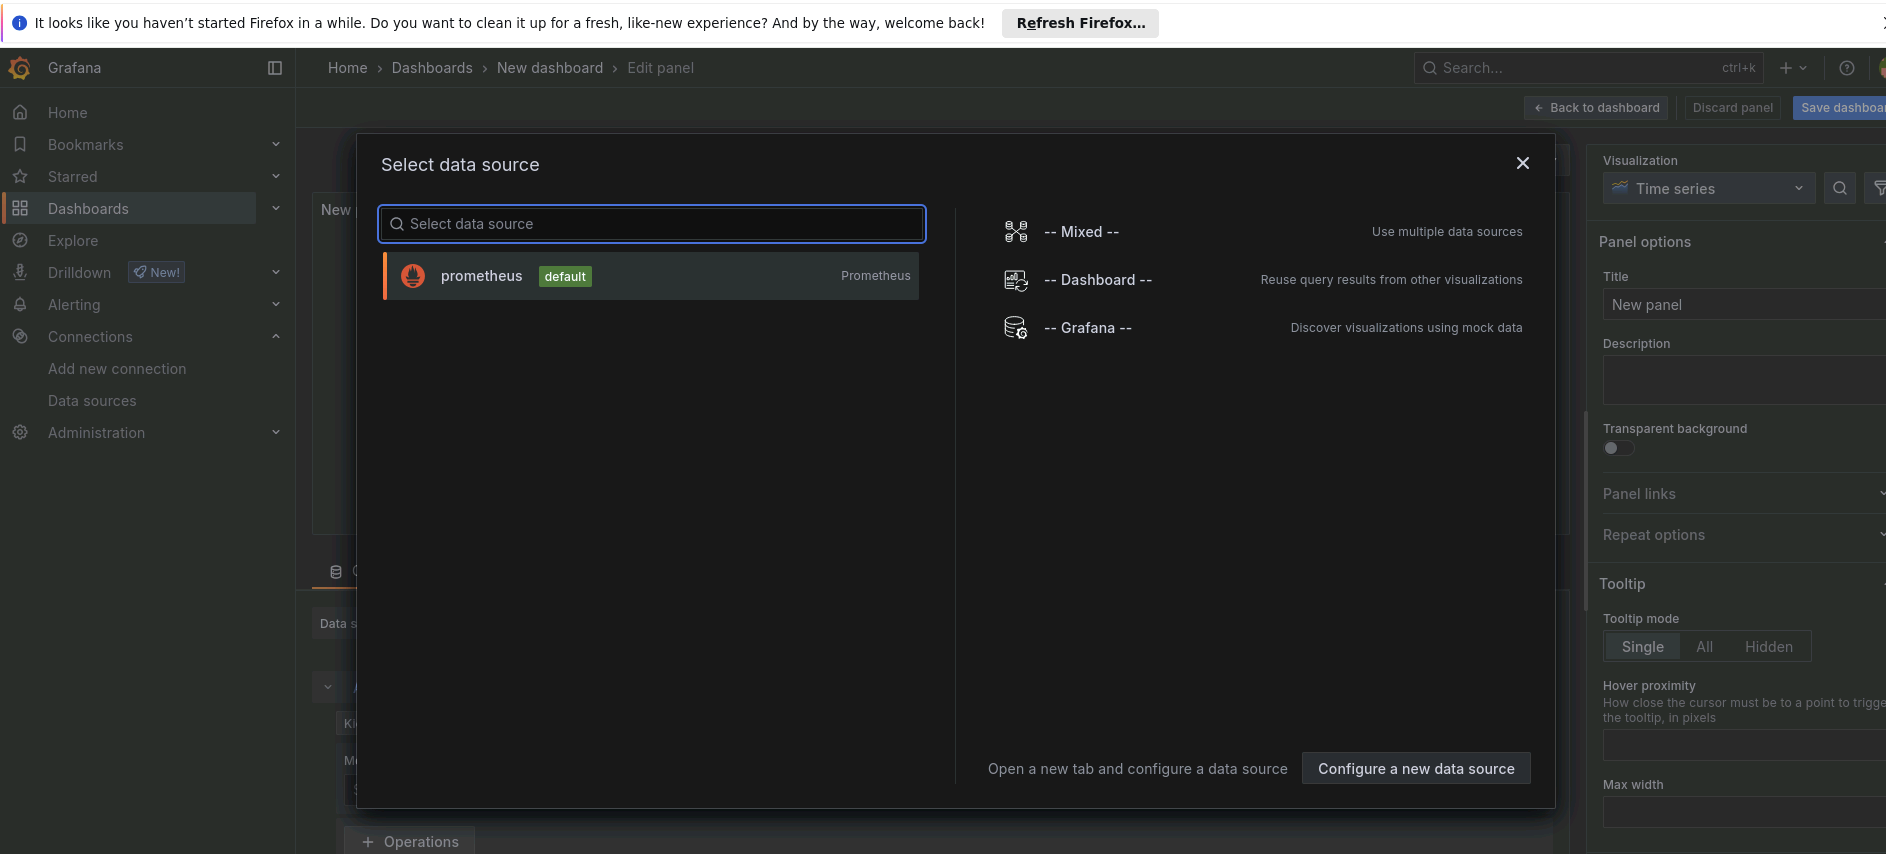 It looks like you haven’t started Firefox in a while. Do you want to clean it up for a fresh, like-new experience? And by the way, welcome back!
Refresh Firefox…
Grafana
Home › Dashboards › New dashboard › Edit panel
Search...
ctrl+k
Back to dashboard
Discard panel
Home
Bookmarks
Starred
Dashboards
Explore
Drilldown
New!
Alerting
Connections
Add new connection
Data sources
Administration
New
Data s
Operations
Select data source
Select data source
prometheus
default
Prometheus
-- Mixed --
Use multiple data sources
-- Dashboard --
Reuse query results from other visualizations
-- Grafana --
Discover visualizations using mock data
Open a new tab and configure a data source
Configure a new data source
Save dashboar
Visualization
Time series
Panel options
Title
New panel
Description
Transparent background
Panel links
Repeat options
Tooltip
Tooltip mode
Single
All
Hidden
Hover proximity
How close the cursor must be to a point to trigge
the tooltip, in pixels
Max width